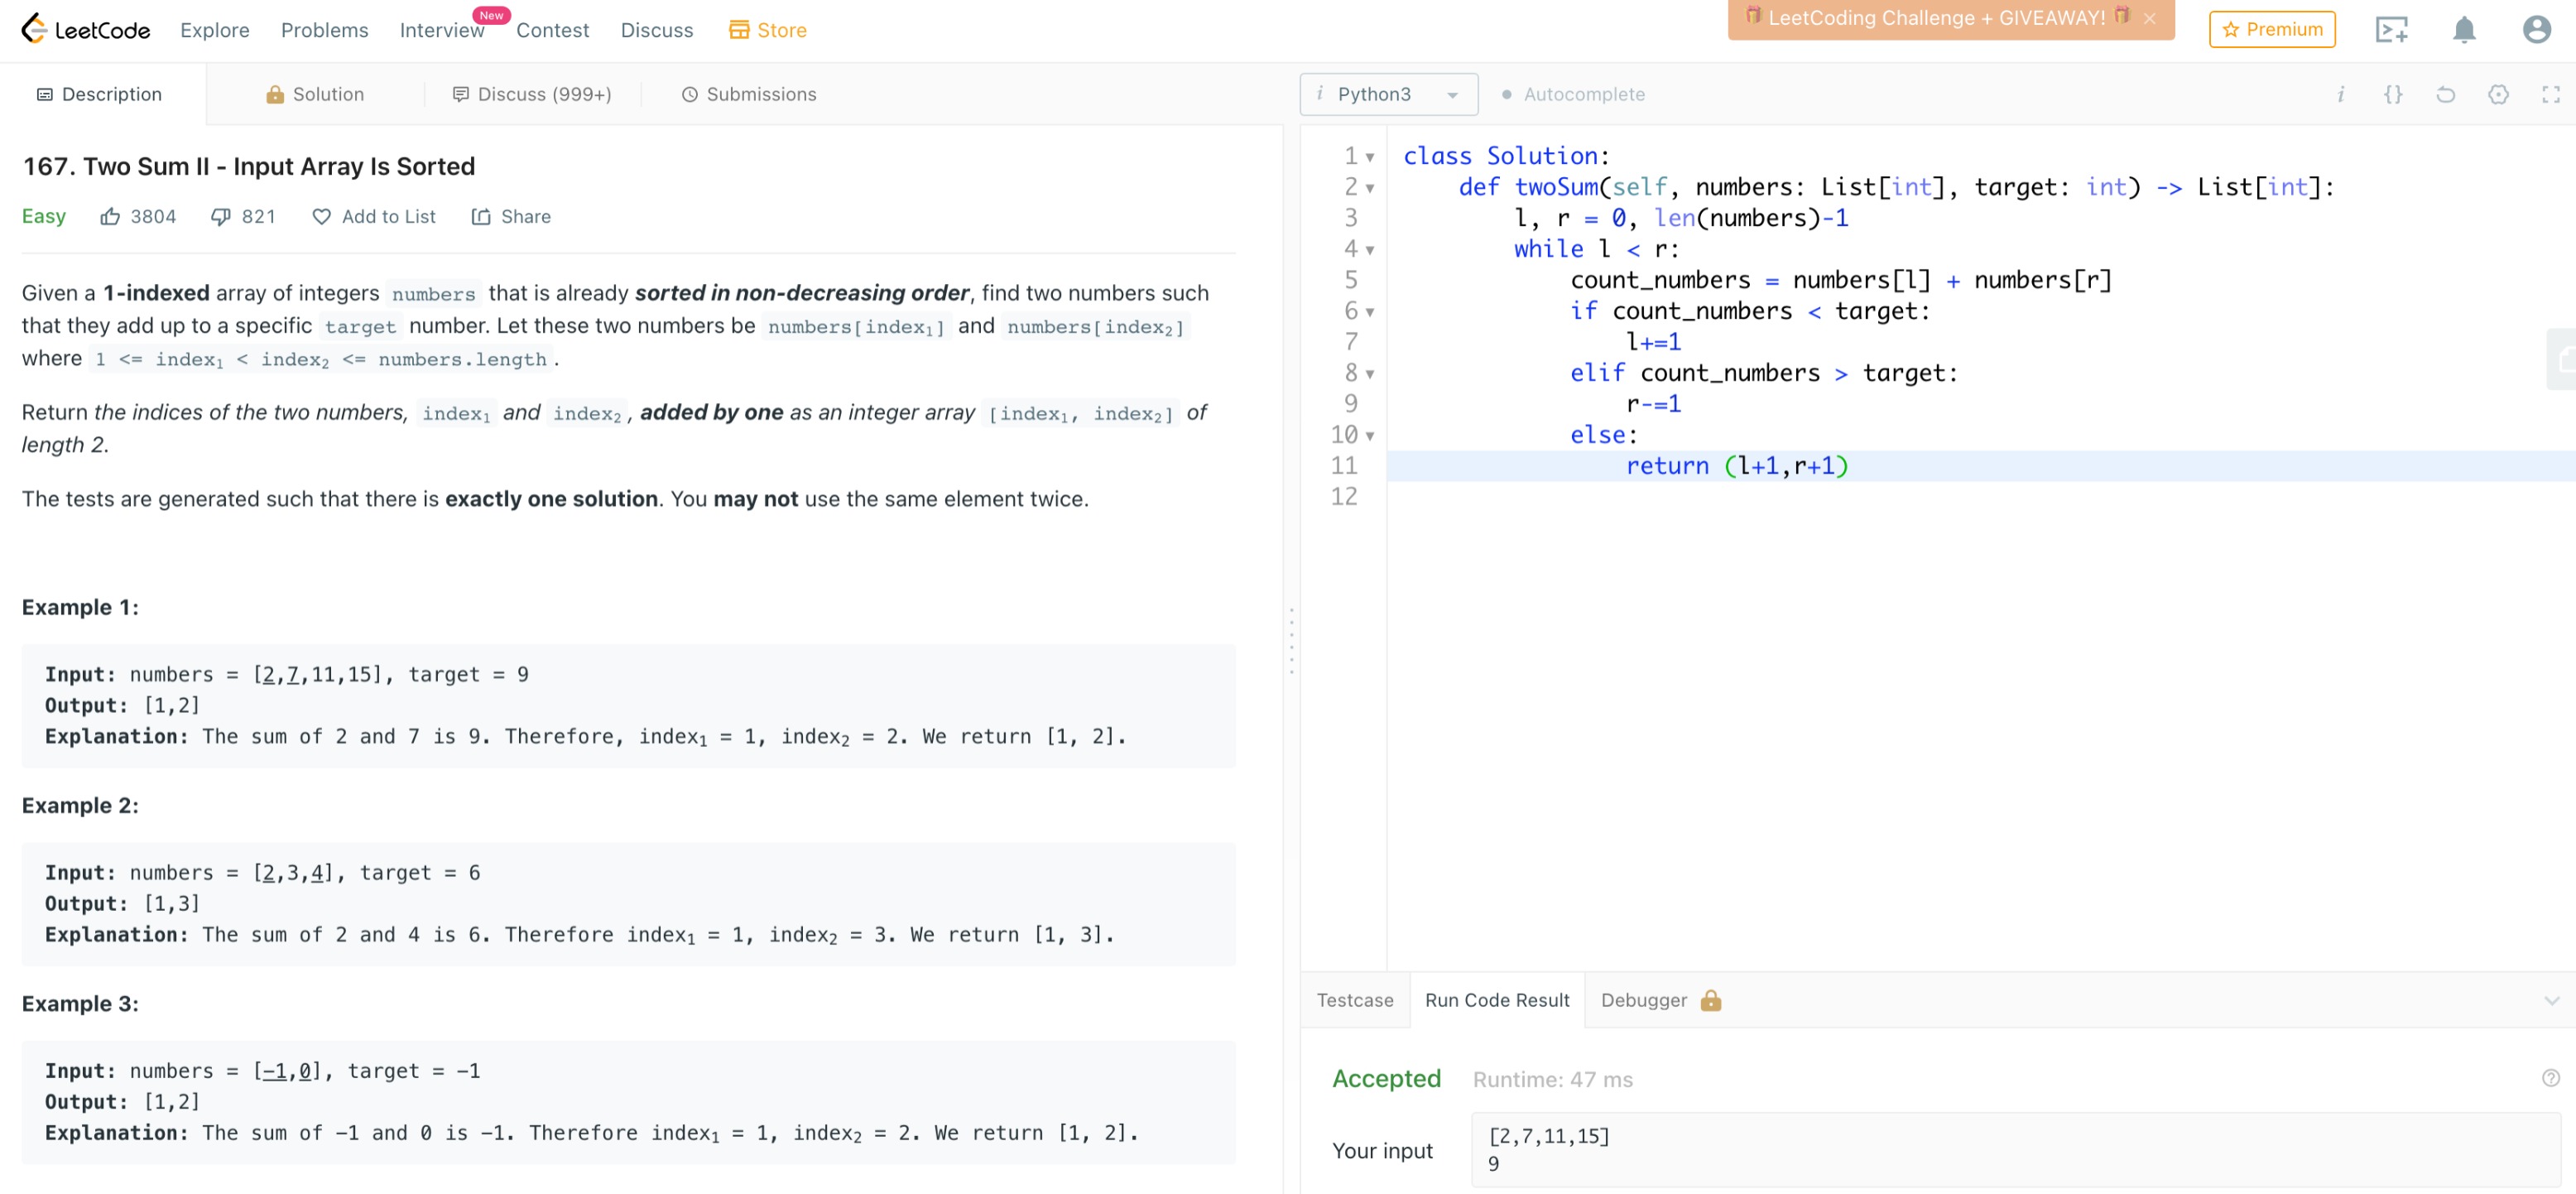 LeetCode Explore Problems Interview New Contest Discuss Store LeetCoding Challenge + GIVEAWAY! × Premium
Description Solution Discuss (999+) Submissions
167. Two Sum II - Input Array Is Sorted
Easy 3804 821 Add to List Share
Given a 1-indexed array of integers numbers that is already sorted in non-decreasing order, find two numbers such
that they add up to a specific target number. Let these two numbers be numbers[index₁] and numbers[index₂]
where 1 <= index₁ < index₂ <= numbers.length .
Return the indices of the two numbers, index₁ and index₂, added by one as an integer array [index₁, index₂] of
length 2.
The tests are generated such that there is exactly one solution. You may not use the same element twice.
Example 1:
Input: numbers = [2,7,11,15], target = 9
Output: [1,2]
Explanation: The sum of 2 and 7 is 9. Therefore, index₁ = 1, index₂ = 2. We return [1, 2].
Example 2:
Input: numbers = [2,3,4], target = 6
Output: [1,3]
Explanation: The sum of 2 and 4 is 6. Therefore index₁ = 1, index₂ = 3. We return [1, 3].
Example 3:
Input: numbers = [-1,0], target = -1
Output: [1,2]
Explanation: The sum of -1 and 0 is -1. Therefore index₁ = 1, index₂ = 2. We return [1, 2].
i Python3 Autocomplete i {}
1 class Solution:
2     def twoSum(self, numbers: List[int], target: int) -> List[int]:
3         l, r = 0, len(numbers)-1
4         while l < r:
5             count_numbers = numbers[l] + numbers[r]
6             if count_numbers < target:
7                 l+=1
8             elif count_numbers > target:
9                 r-=1
10             else:
11                 return (l+1,r+1)
12
Testcase Run Code Result Debugger
Accepted Runtime: 47 ms ?
Your input
[2,7,11,15]
9